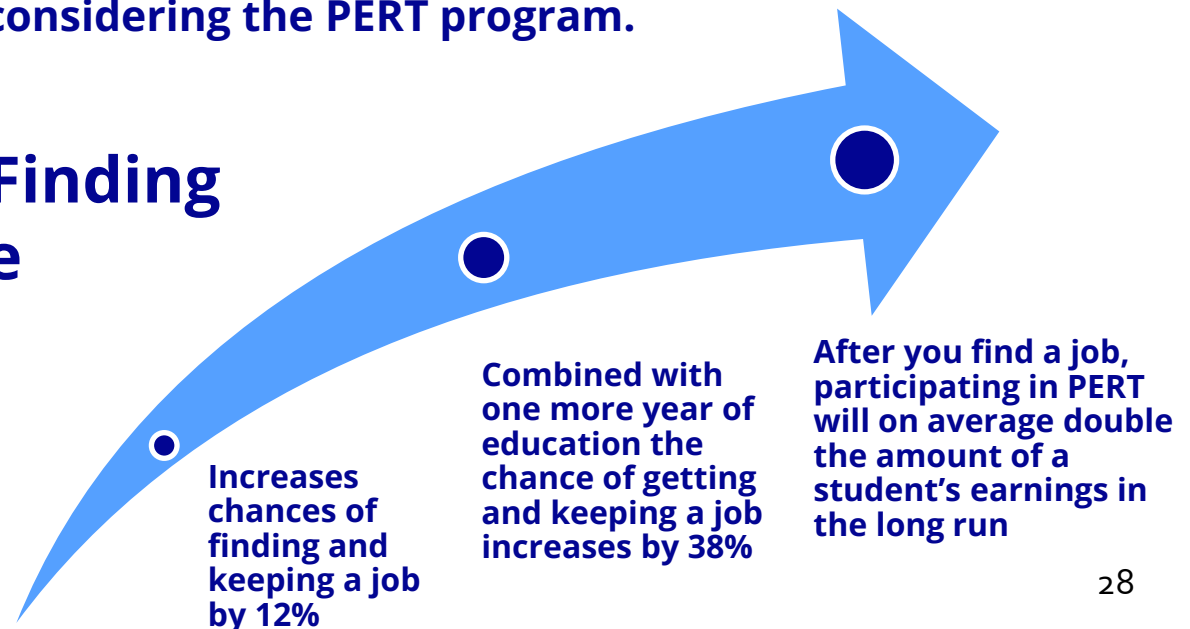 considering the PERT program.
Finding
e
Increases
chances of
finding and
keeping a job
by 12%
Combined with
one more year of
education the
chance of getting
and keeping a job
increases by 38%
After you find a job,
participating in PERT
will on average double
the amount of a
student’s earnings in
the long run
28